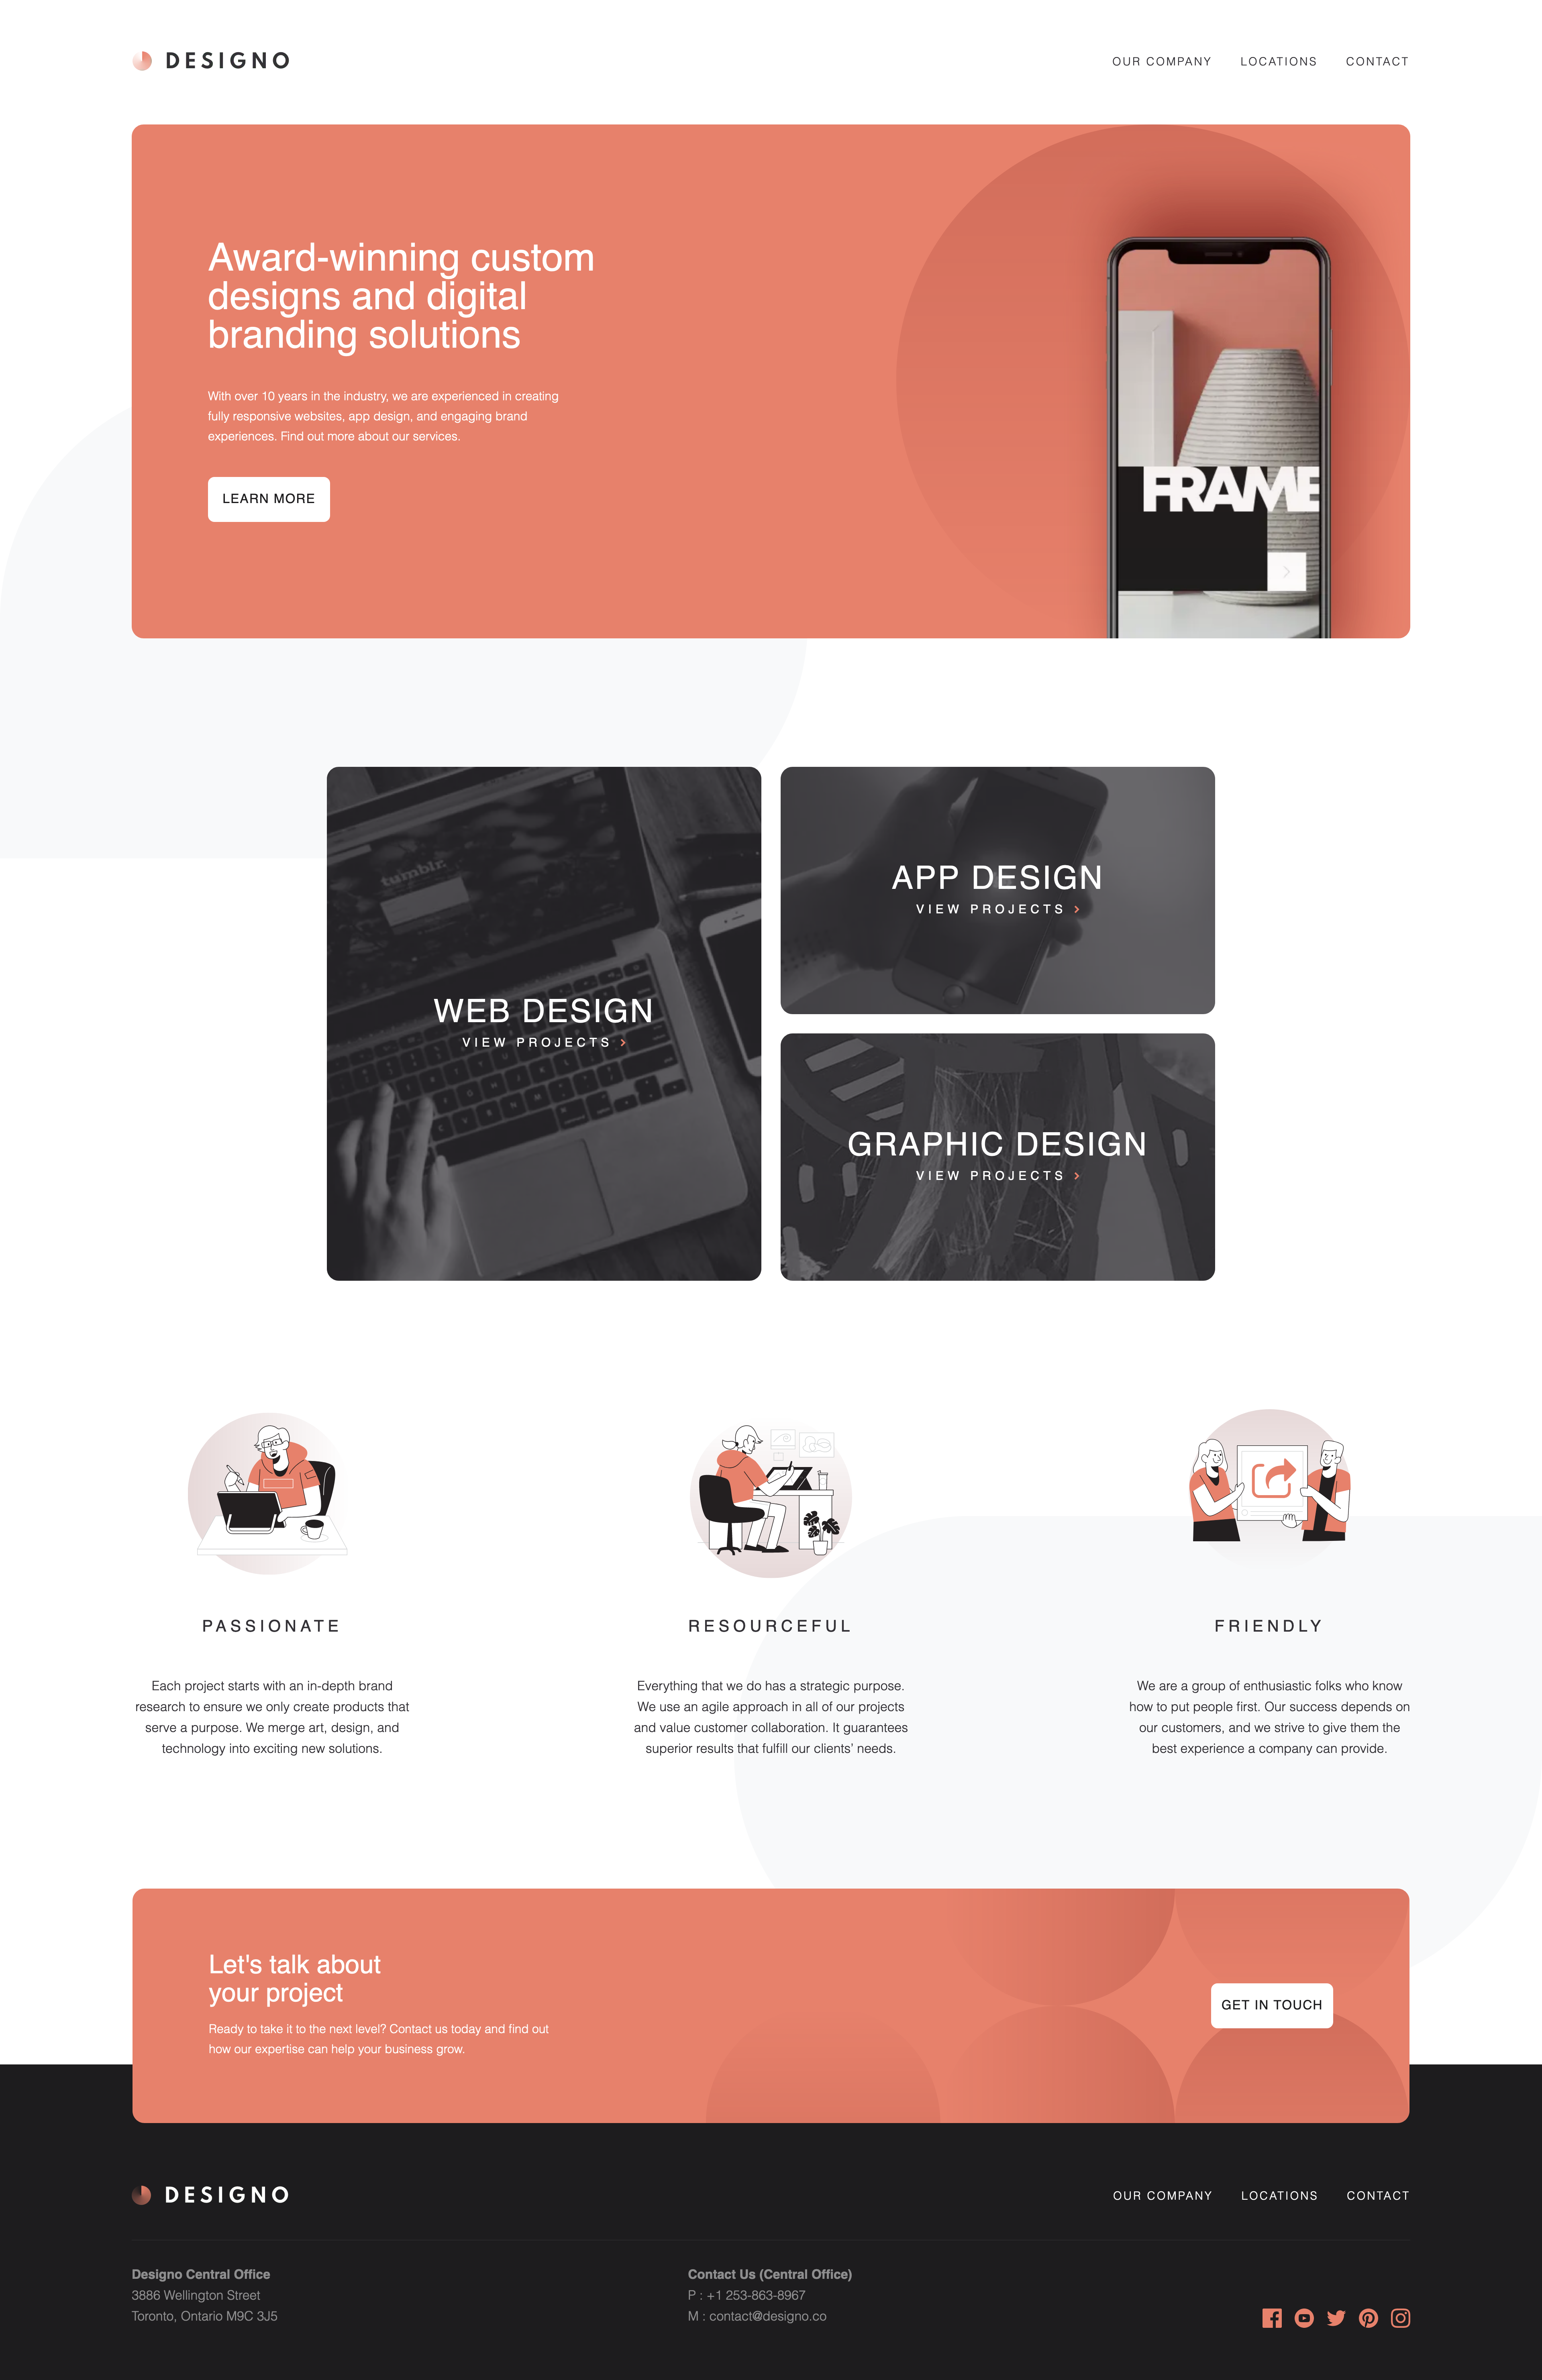 DESIGNO
OUR COMPANY
LOCATIONS
CONTACT
Award-winning custom
designs and digital
branding solutions
With over 10 years in the industry, we are experienced in creating
fully responsive websites, app design, and engaging brand
experiences. Find out more about our services.
LEARN MORE
FRAME
tumblr.
WEB DESIGN
VIEW PROJECTS
APP DESIGN
VIEW PROJECTS
GRAPHIC DESIGN
VIEW PROJECTS
PASSIONATE
Each project starts with an in-depth brand
research to ensure we only create products that
serve a purpose. We merge art, design, and
technology into exciting new solutions.
RESOURCEFUL
Everything that we do has a strategic purpose.
We use an agile approach in all of our projects
and value customer collaboration. It guarantees
superior results that fulfill our clients’ needs.
FRIENDLY
We are a group of enthusiastic folks who know
how to put people first. Our success depends on
our customers, and we strive to give them the
best experience a company can provide.
Let's talk about
your project
Ready to take it to the next level? Contact us today and find out
how our expertise can help your business grow.
GET IN TOUCH
DESIGNO
OUR COMPANY
LOCATIONS
CONTACT
Designo Central Office
3886 Wellington Street
Toronto, Ontario M9C 3J5
Contact Us (Central Office)
P : +1 253-863-8967
M : contact@designo.co